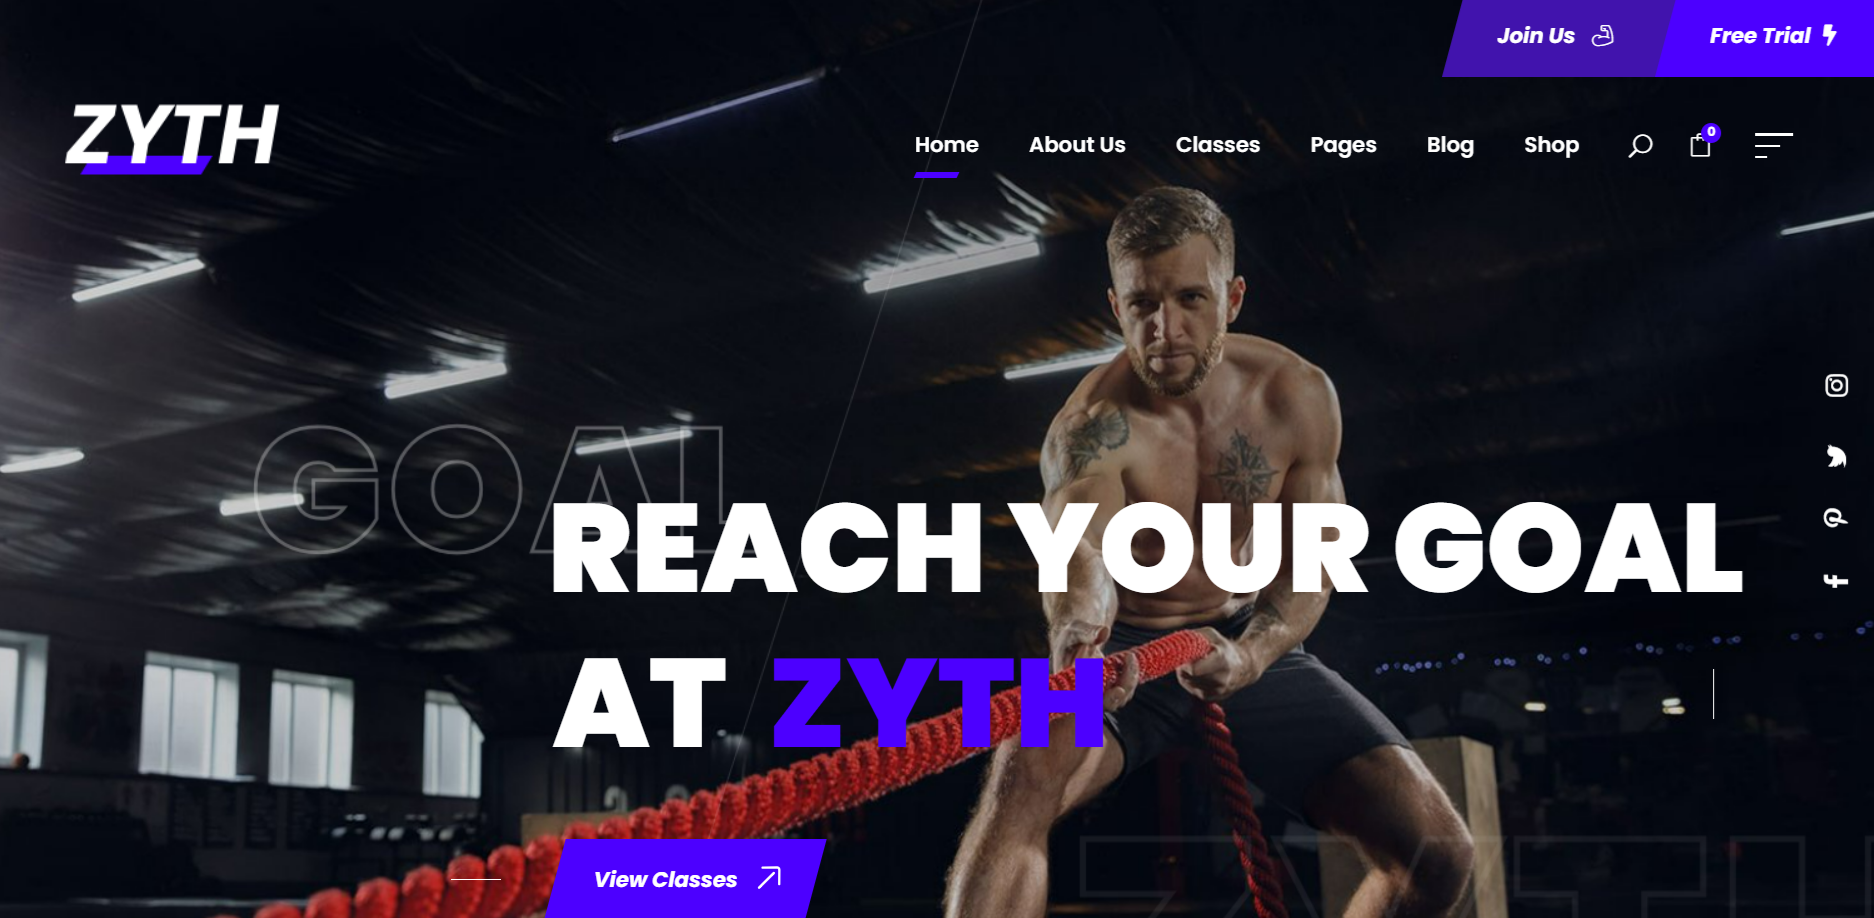 Join Us
Free Trial
ZYTH
Home
About Us
Classes
Pages
Blog
Shop
0
GOAL
REACH YOUR GOAL
AT ZYTH
View Classes
ZYTH